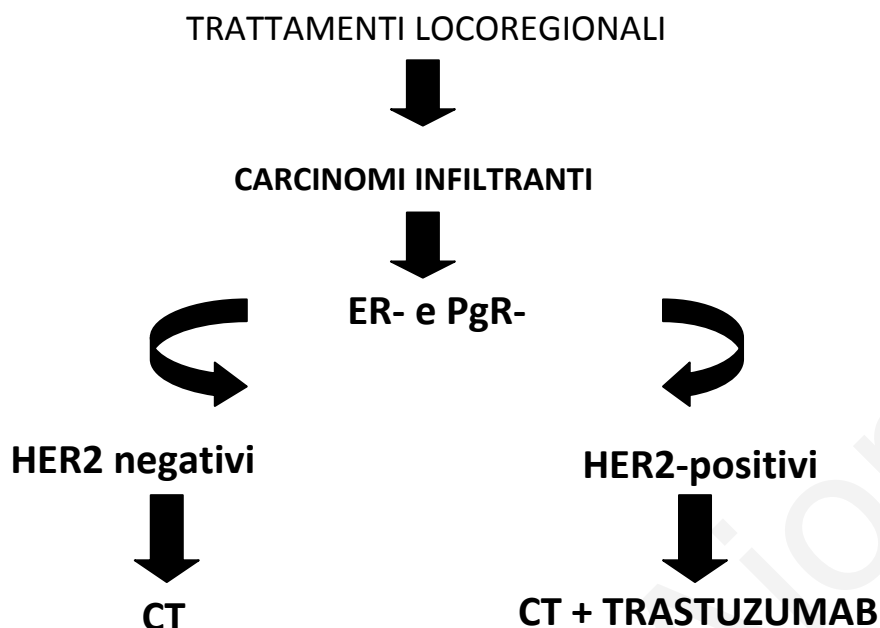 TRATTAMENTI LOCOREGIONALI
CARCINOMI INFILTRANTI
ER- e PgR-
HER2 negativi
HER2-positivi
CT
CT + TRASTUZUMAB